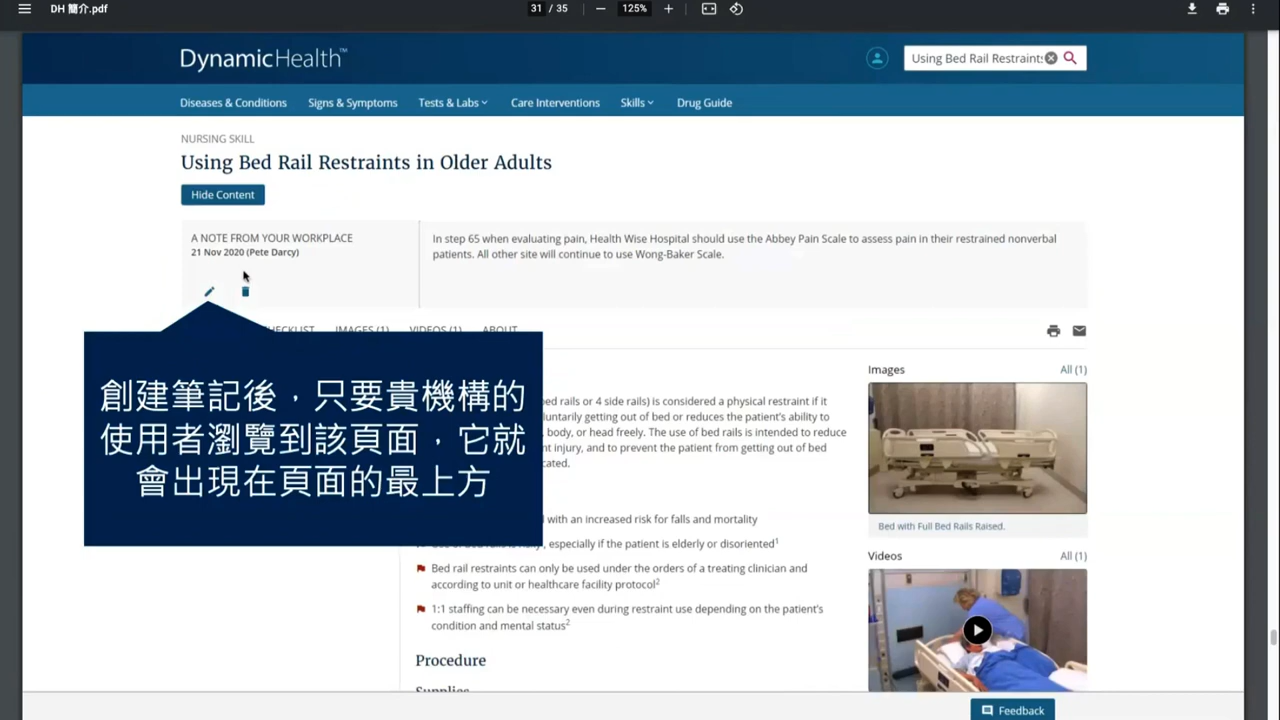 DH 簡介.pdf
31 / 35
125%
DynamicHealth™
Using Bed Rail Restraints
Diseases & Conditions
Signs & Symptoms
Tests & Labs
Care Interventions
Skills
Drug Guide
NURSING SKILL
Using Bed Rail Restraints in Older Adults
Hide Content
A NOTE FROM YOUR WORKPLACE
21 Nov 2020 (Pete Darcy)
In step 65 when evaluating pain, Health Wise Hospital should use the Abbey Pain Scale to assess pain in their restrained nonverbal
patients. All other site will continue to use Wong-Baker Scale.
CHECKLIST
IMAGES (1)
VIDEOS (1)
ABOUT
創建筆記後，只要貴機構的
使用者瀏覽到該頁面，它就
會出現在頁面的最上方
bed rails or 4 side rails) is considered a physical restraint if it
luntarily getting out of bed or reduces the patient's ability to
, body, or head freely. The use of bed rails is intended to reduce
nt injury, and to prevent the patient from getting out of bed
cated.
with an increased risk for falls and mortality
, especially if the patient is elderly or disoriented1
Bed rail restraints can only be used under the orders of a treating clinician and
according to unit or healthcare facility protocol2
1:1 staffing can be necessary even during restraint use depending on the patient's
condition and mental status2
Procedure
Supplies
Images
All (1)
Bed with Full Bed Rails Raised.
Videos
All (1)
Feedback